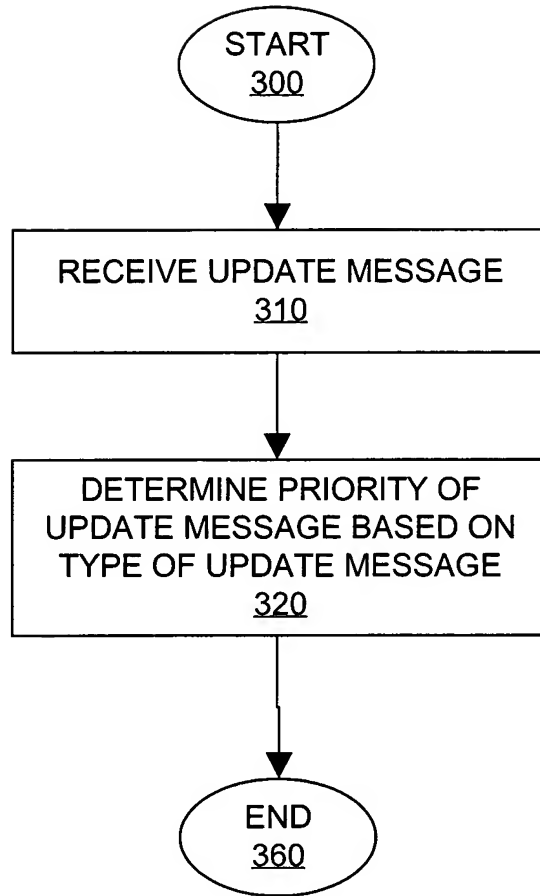 START
300
RECEIVE UPDATE MESSAGE
310
DETERMINE PRIORITY OF
UPDATE MESSAGE BASED ON
TYPE OF UPDATE MESSAGE
320
END
360